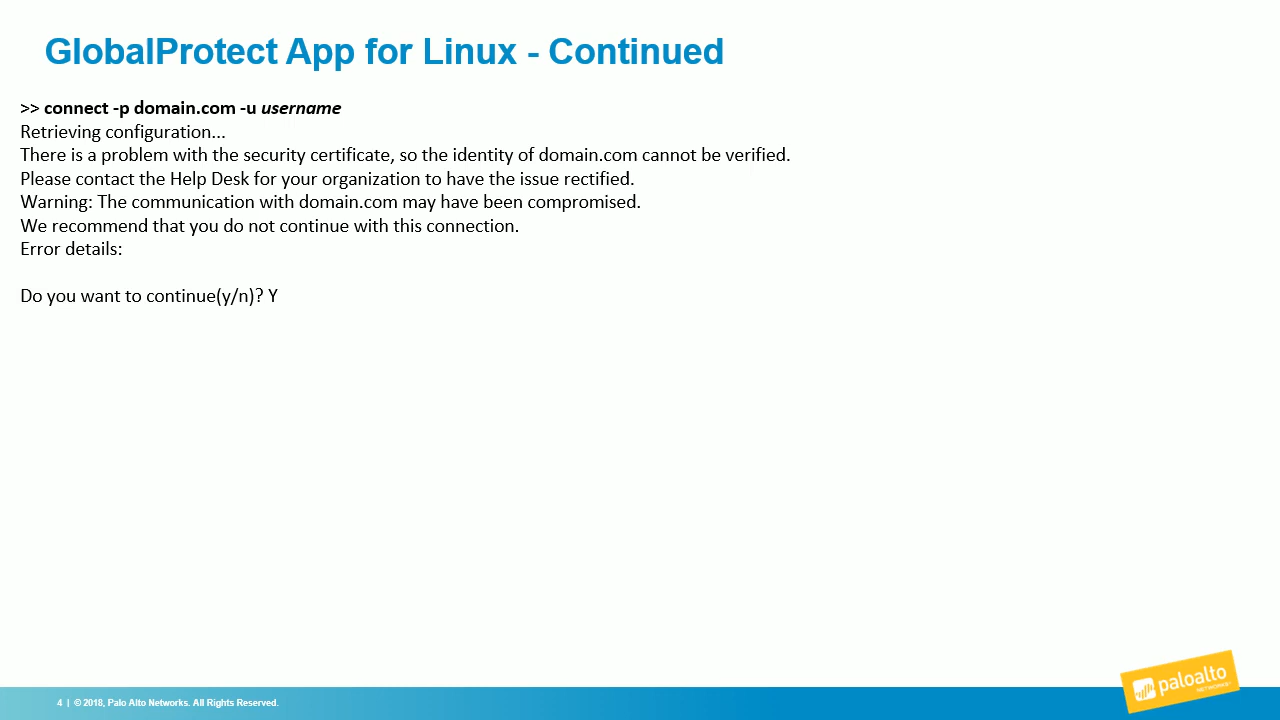 GlobalProtect App for Linux - Continued
>> connect -p domain.com -u username
Retrieving configuration...
There is a problem with the security certificate, so the identity of domain.com cannot be verified.
Please contact the Help Desk for your organization to have the issue rectified.
Warning: The communication with domain.com may have been compromised.
We recommend that you do not continue with this connection.
Error details:
Do you want to continue(y/n)? Y
4 | © 2018, Palo Alto Networks. All Rights Reserved.
paloalto
NETWORKS